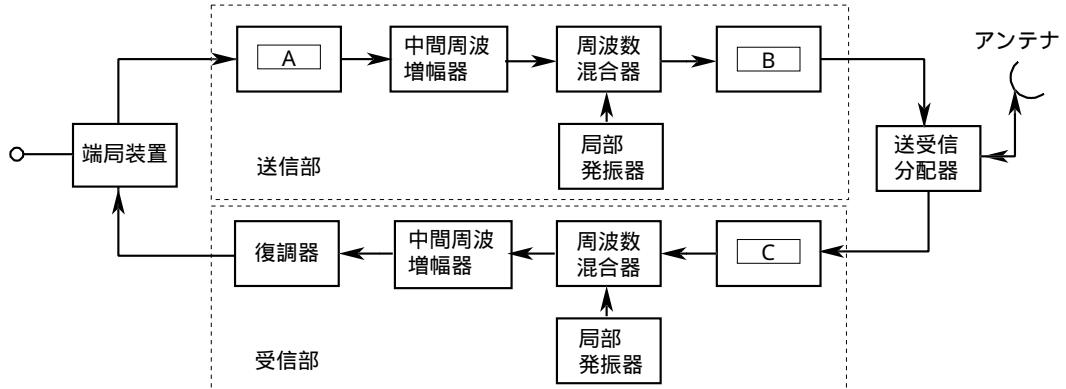 アンテナ
A
中間周波
増幅器
周波数
混合器
B
端局装置
局部
発振器
送受信
分配器
送信部
復調器
中間周波
増幅器
周波数
混合器
C
局部
発振器
受信部